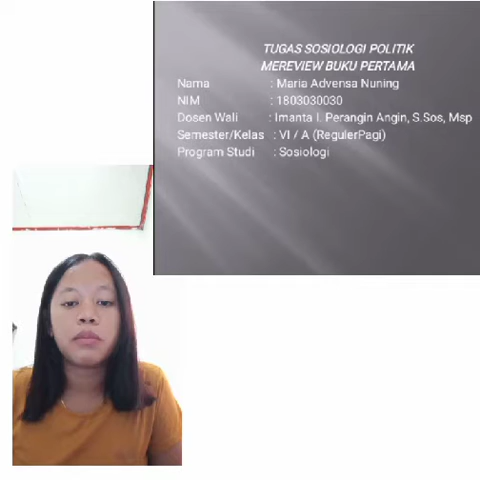 TUGAS SOSIOLOGI POLITIK
MEREVIEW BUKU PERTAMA
Nama : Maria Advensa Nuning
NIM : 1803030030
Dosen Wali : Imanta I. Perangin Angin, S.Sos, Msp
Semester/Kelas : VI / A (RegulerPagi)
Program Studi : Sosiologi